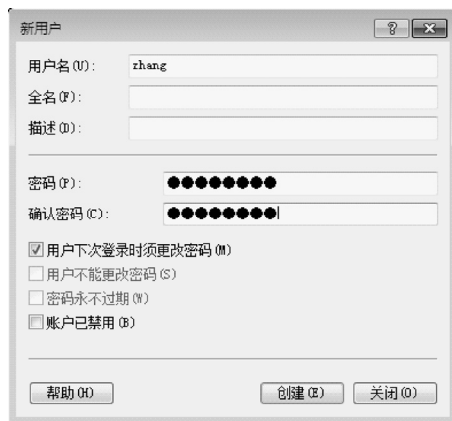 新用户
用户名(U): zhang
全名(F):
描述(D):
密码(P): ●●●●●●●●
确认密码(C): ●●●●●●●●
用户下次登录时须更改密码(M)
用户不能更改密码(S)
密码永不过期(W)
账户已禁用(B)
帮助(H) 创建(E) 关闭(O)